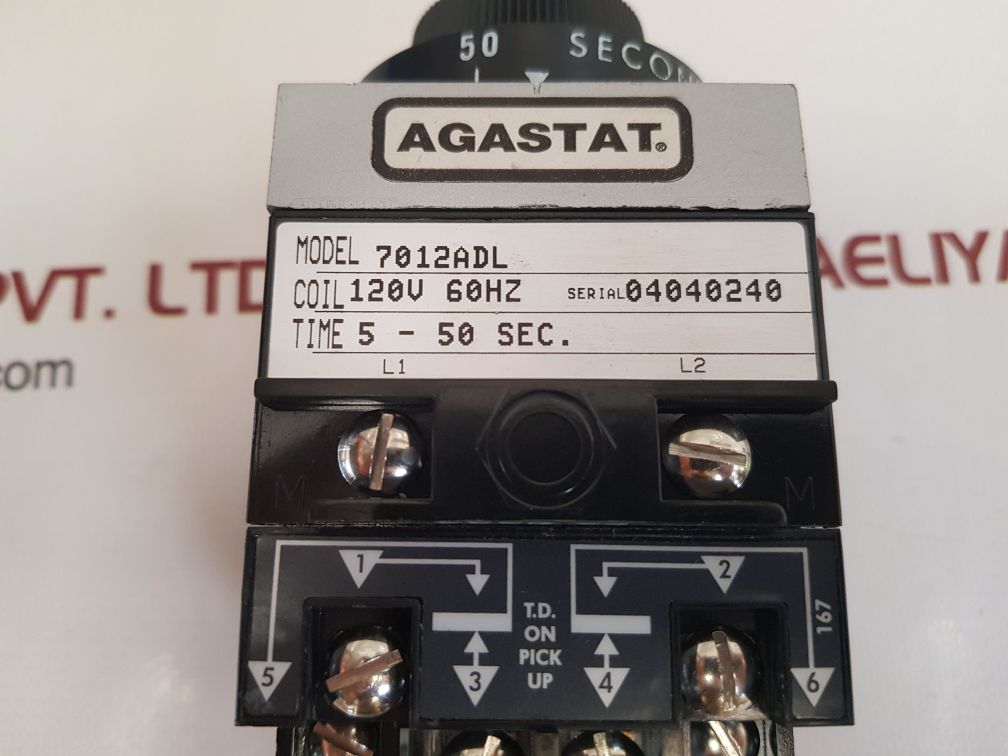 50 SECON
AGASTAT®
PVT. LTD AELIYA
com
MODEL 7012ADL
COIL 120V 60HZ SERIAL 04040240
TIME 5 - 50 SEC.
L1 L2
M M
1 2
T.D.
ON
PICK
UP
167
5 3 4 6